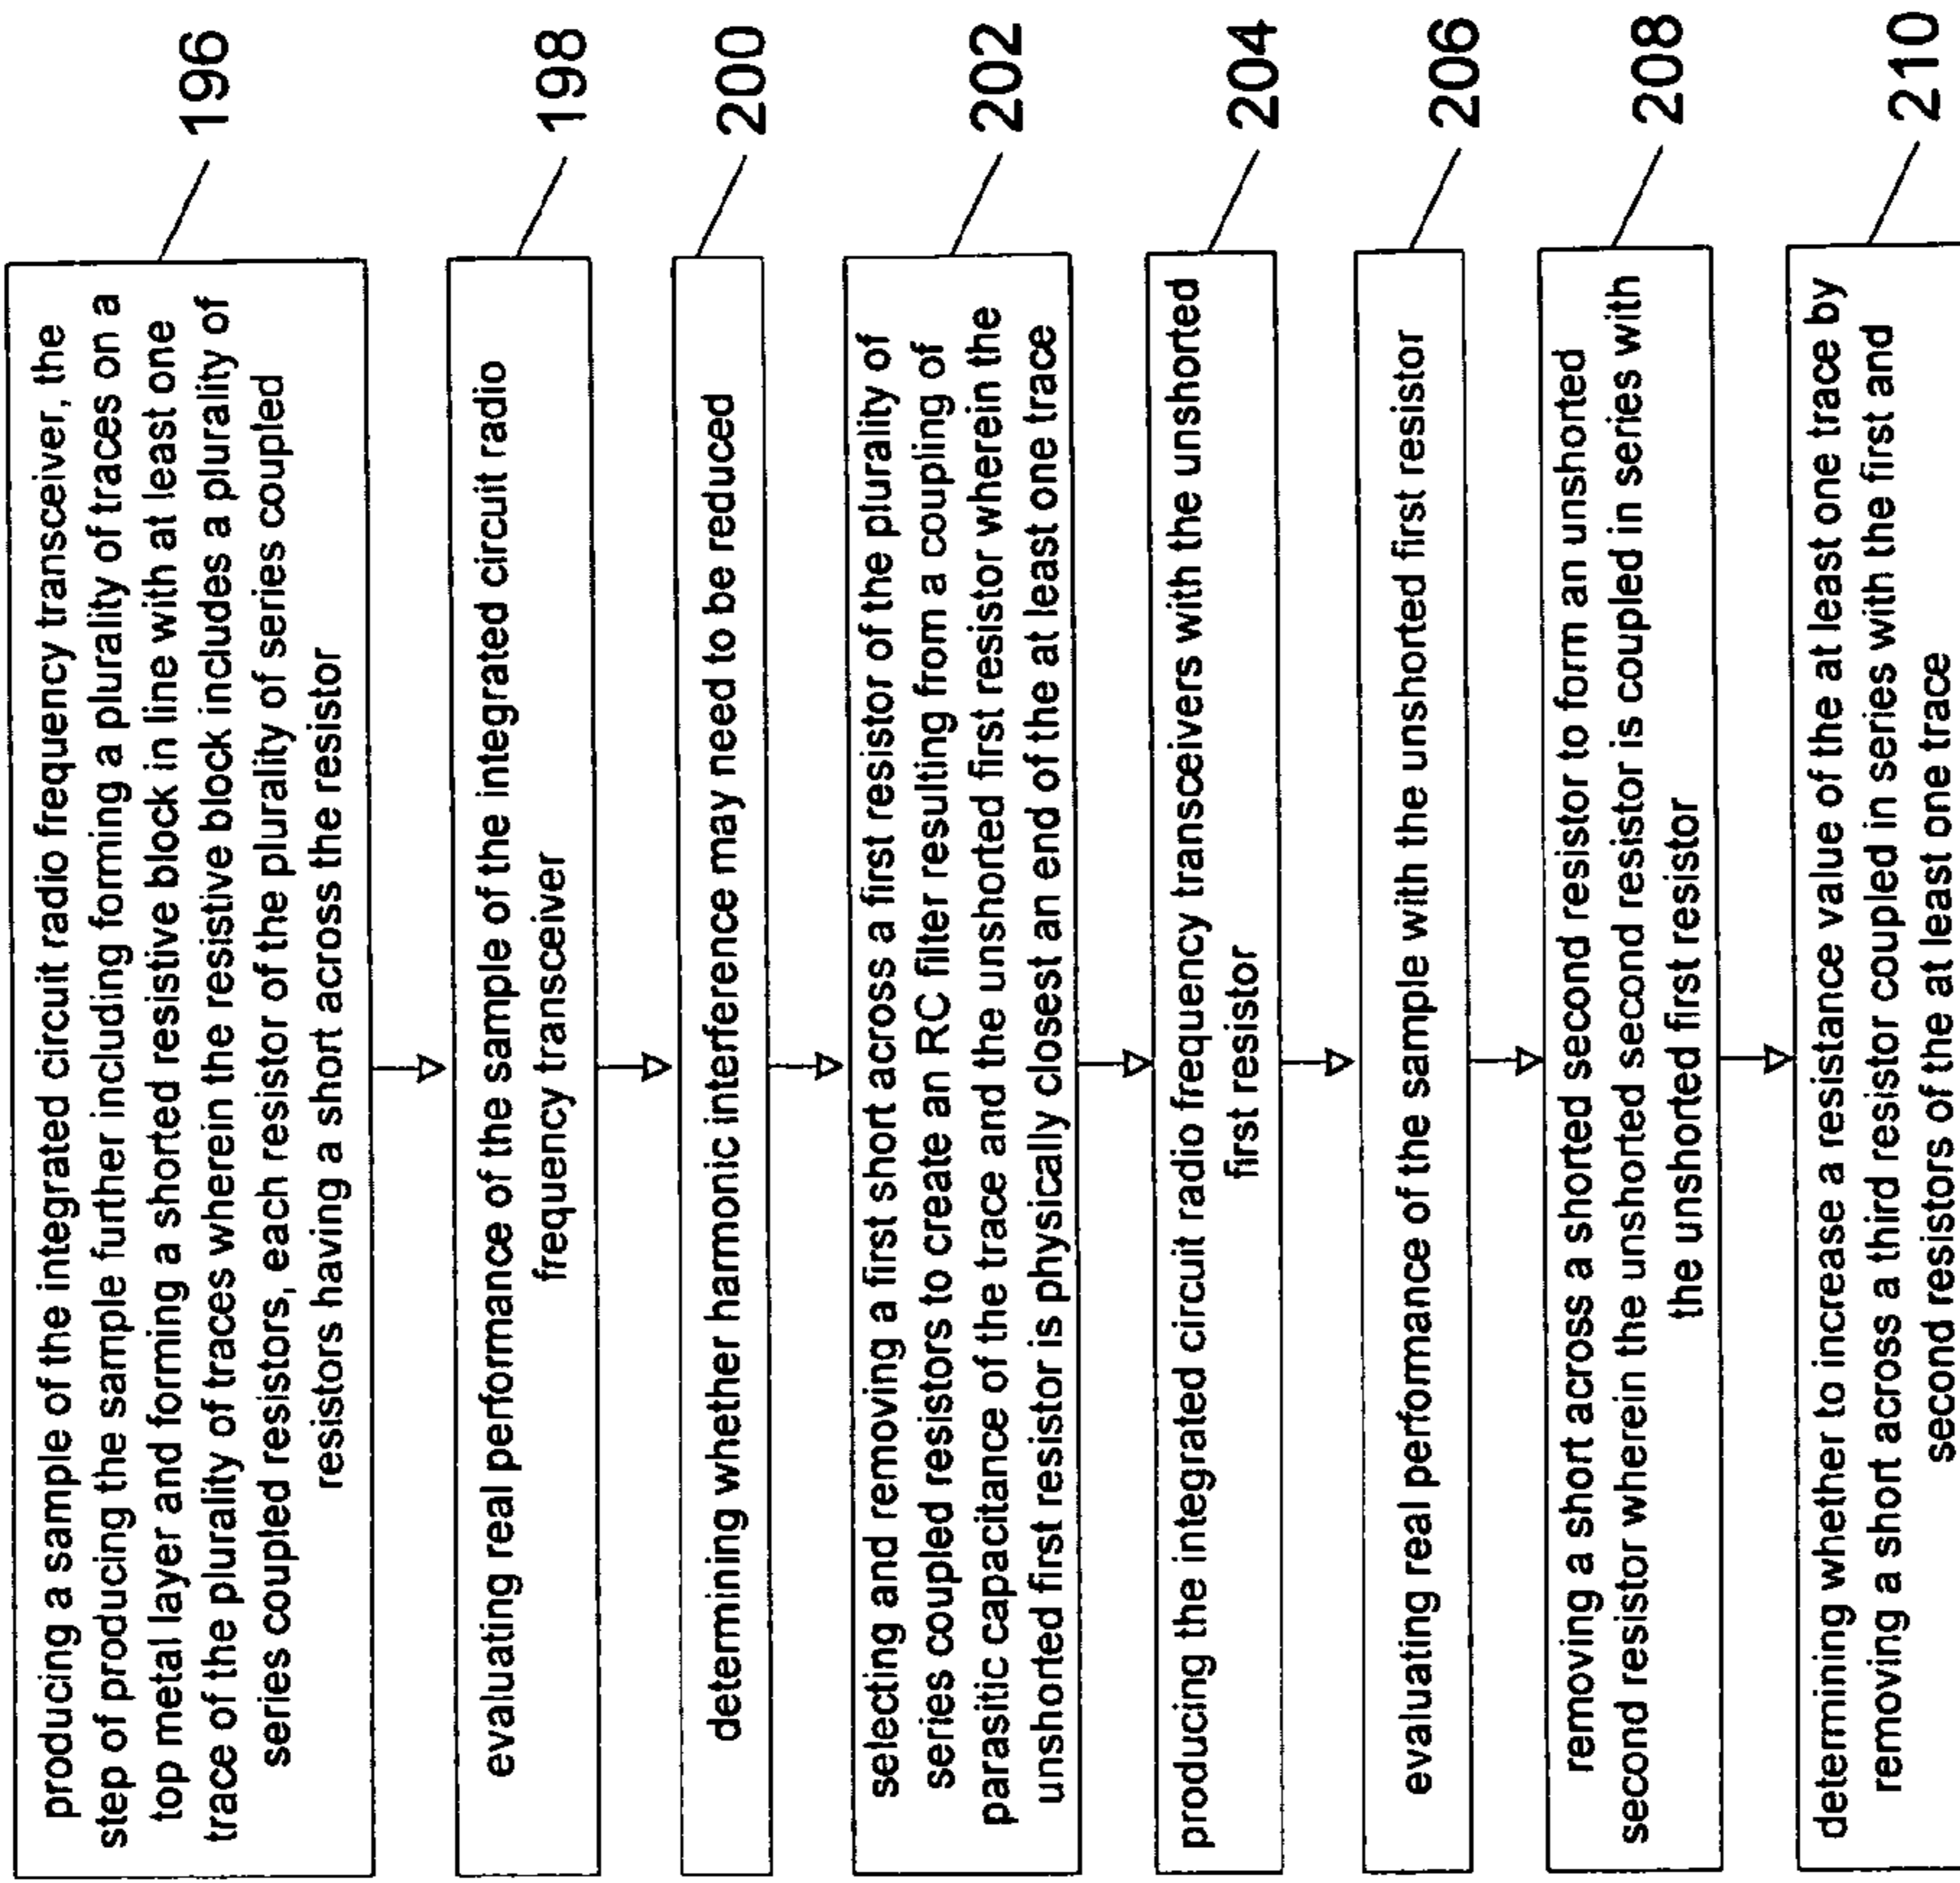 producing a sample of the integrated circuit radio frequency transceiver, the
step of producing the sample further including forming a plurality of traces on a
top metal layer and forming a shorted resistive block in line with at least one
trace of the plurality of traces wherein the resistive block includes a plurality of
series coupled resistors, each resistor of the plurality of series coupled
resistors having a short across the resistor
196
evaluating real performance of the sample of the integrated circuit radio
frequency transceiver
198
determining whether harmonic interference may need to be reduced
200
selecting and removing a first short across a first resistor of the plurality of
series coupled resistors to create an RC filter resulting from a coupling of
parasitic capacitance of the trace and the unshorted first resistor wherein the
unshorted first resistor is physically closest an end of the at least one trace
202
producing the integrated circuit radio frequency transceivers with the unshorted
first resistor
204
evaluating real performance of the sample with the unshorted first resistor
206
removing a short across a shorted second resistor to form an unshorted
second resistor wherein the unshorted second resistor is coupled in series with
the unshorted first resistor
208
determining whether to increase a resistance value of the at least one trace by
removing a short across a third resistor coupled in series with the first and
second resistors of the at least one trace
210